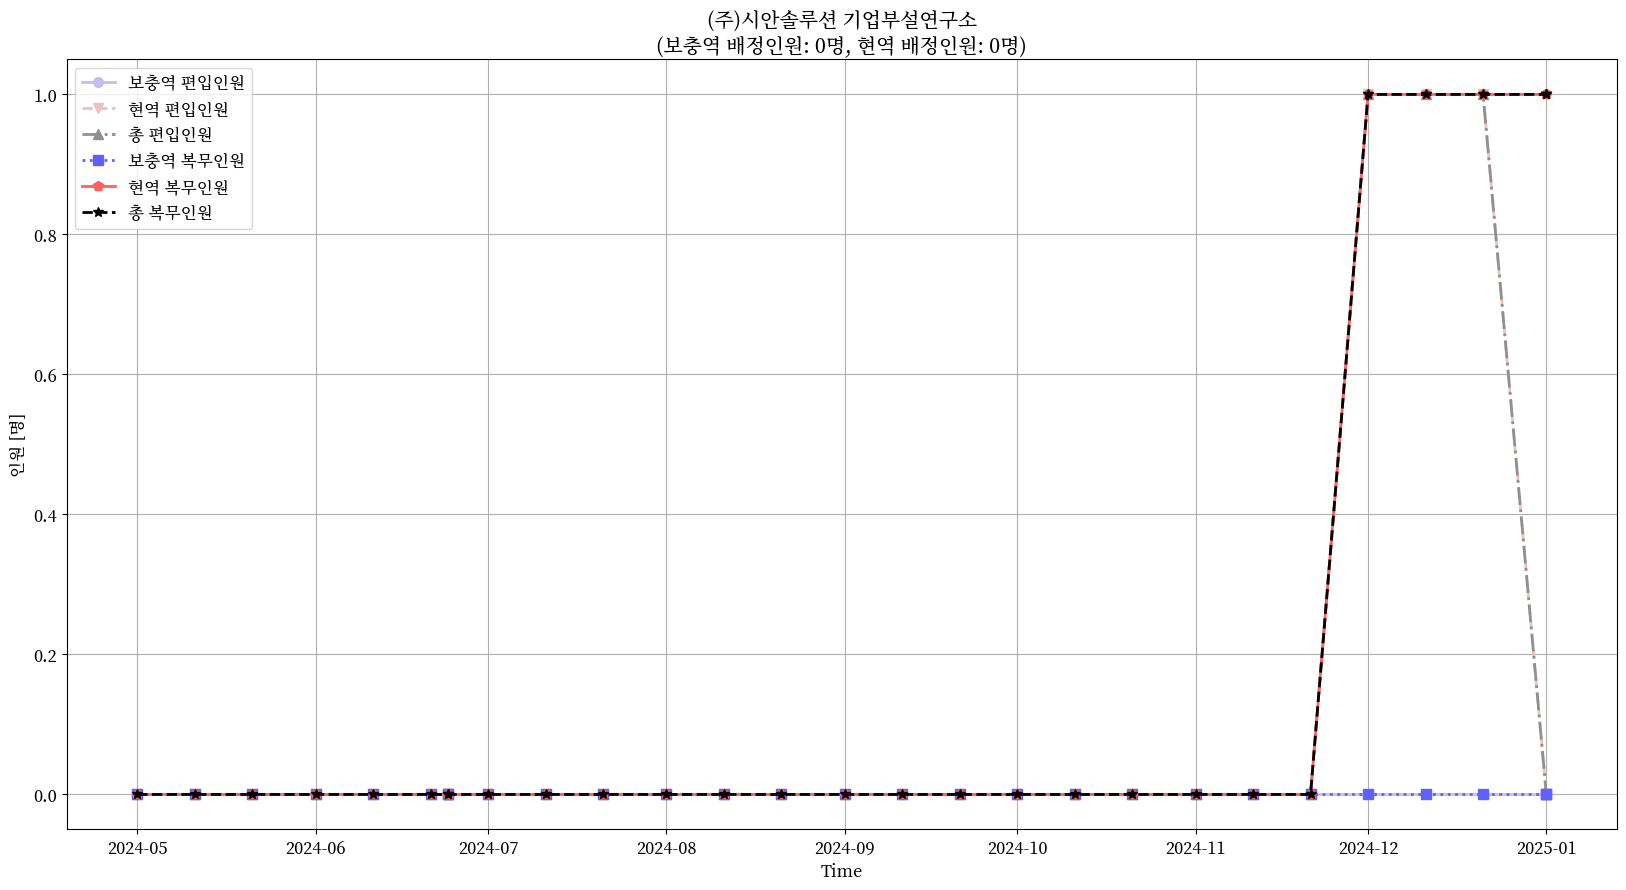 (주)시안솔루션 기업부설연구소
(보충역 배정인원: 0명, 현역 배정인원: 0명)
보충역 편입인원
현역 편입인원
총 편입인원
보충역 복무인원
현역 복무인원
총 복무인원
1.0
0.8
0.6
0.4
0.2
0.0
인원 [명]
2024-05
2024-06
2024-07
2024-08
2024-09
2024-10
2024-11
2024-12
2025-01
Time